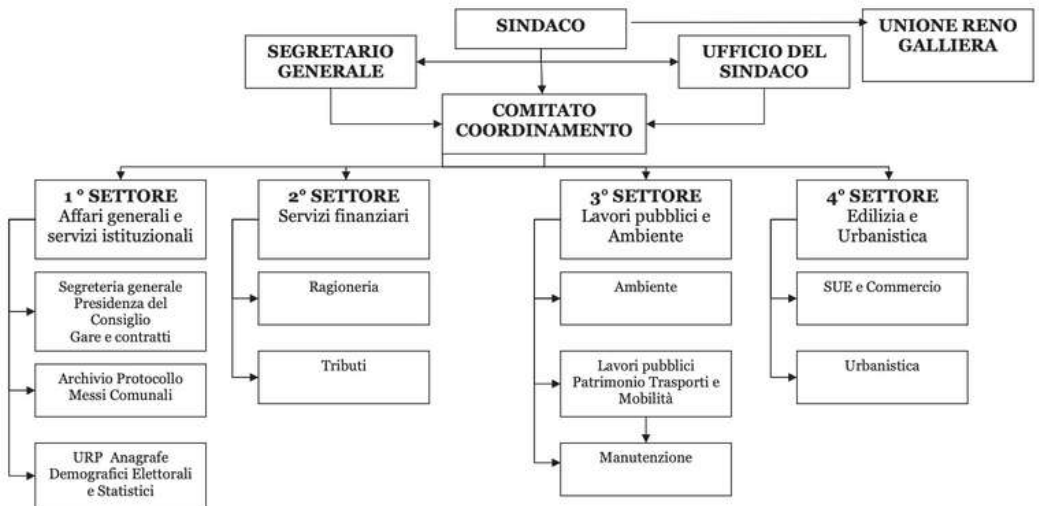 SINDACO
UNIONE RENO
GALLIERA
SEGRETARIO
GENERALE
UFFICIO DEL
SINDACO
COMITATO
COORDINAMENTO
1° SETTORE
Affari generali e
servizi istituzionali
2° SETTORE
Servizi finanziari
3° SETTORE
Lavori pubblici e
Ambiente
4° SETTORE
Edilizia e
Urbanistica
Segreteria generale
Presidenza del
Consiglio
Gare e contratti
Ragioneria
Ambiente
SUE e Commercio
Archivio Protocollo
Messi Comunali
Tributi
Lavori pubblici
Patrimonio Trasporti e
Mobilità
Urbanistica
URP Anagrafe
Demografici Elettorali
e Statistici
Manutenzione